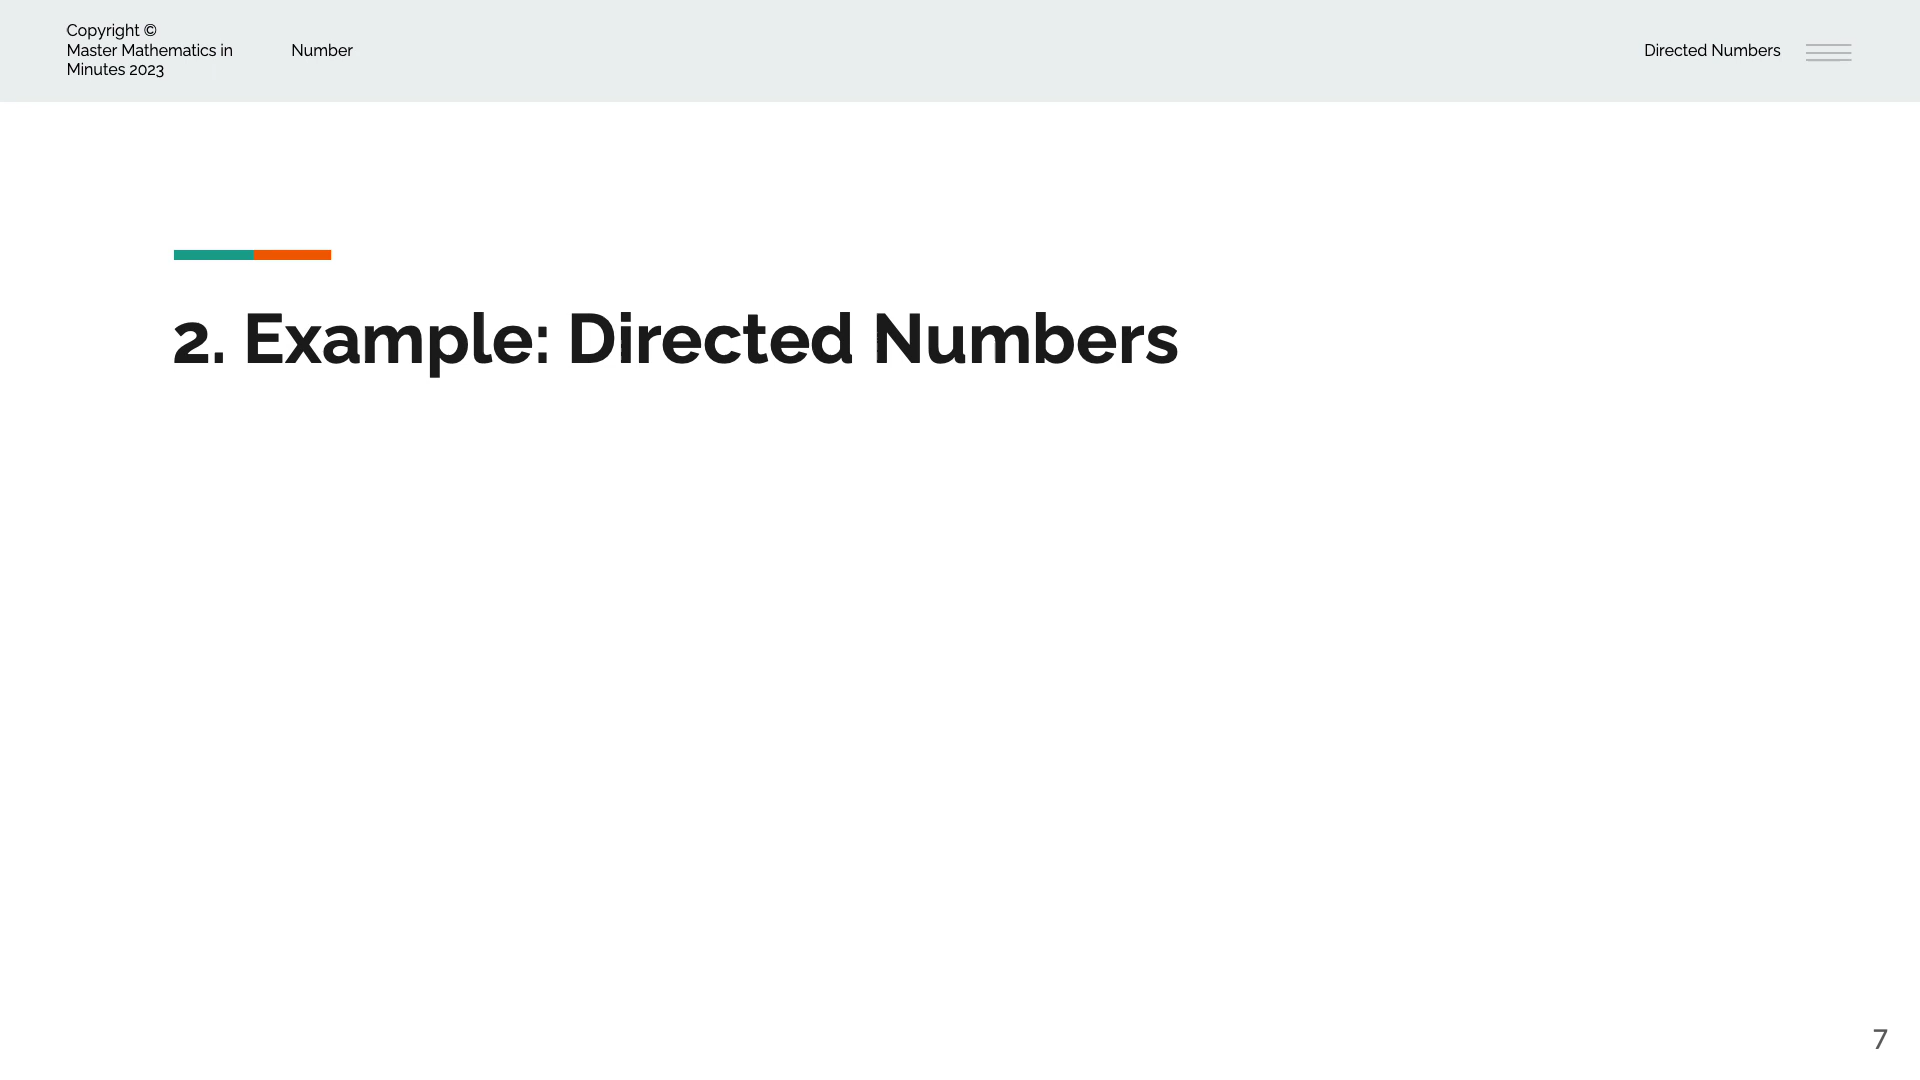 Copyright ©
Master Mathematics in
Minutes 2023
Number
Directed Numbers
2. Example: Directed Numbers
7